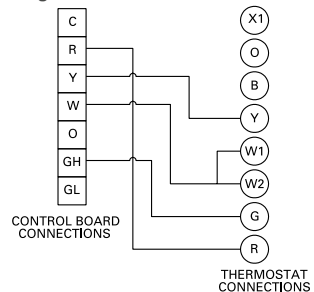 C
R
Y
W
O
GH
GL
CONTROL BOARD
CONNECTIONS
X1
O
B
Y
W1
W2
G
R
THERMOSTAT
CONNECTIONS